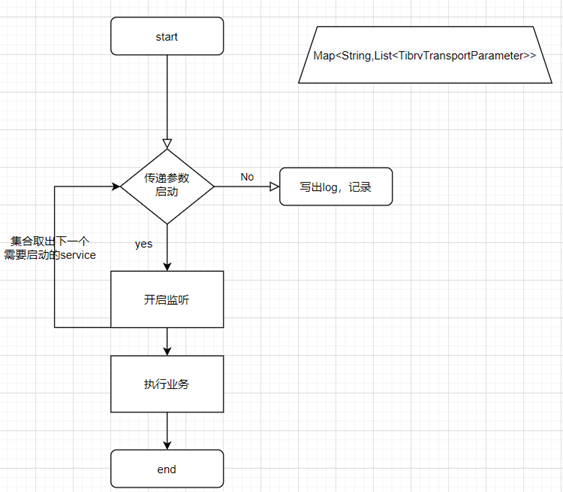 start
Map<String,List<TibrvTransportParameter>>
传递参数
启动
No
写出log，记录
集合取出下一个
需要启动的service
yes
开启监听
执行业务
end